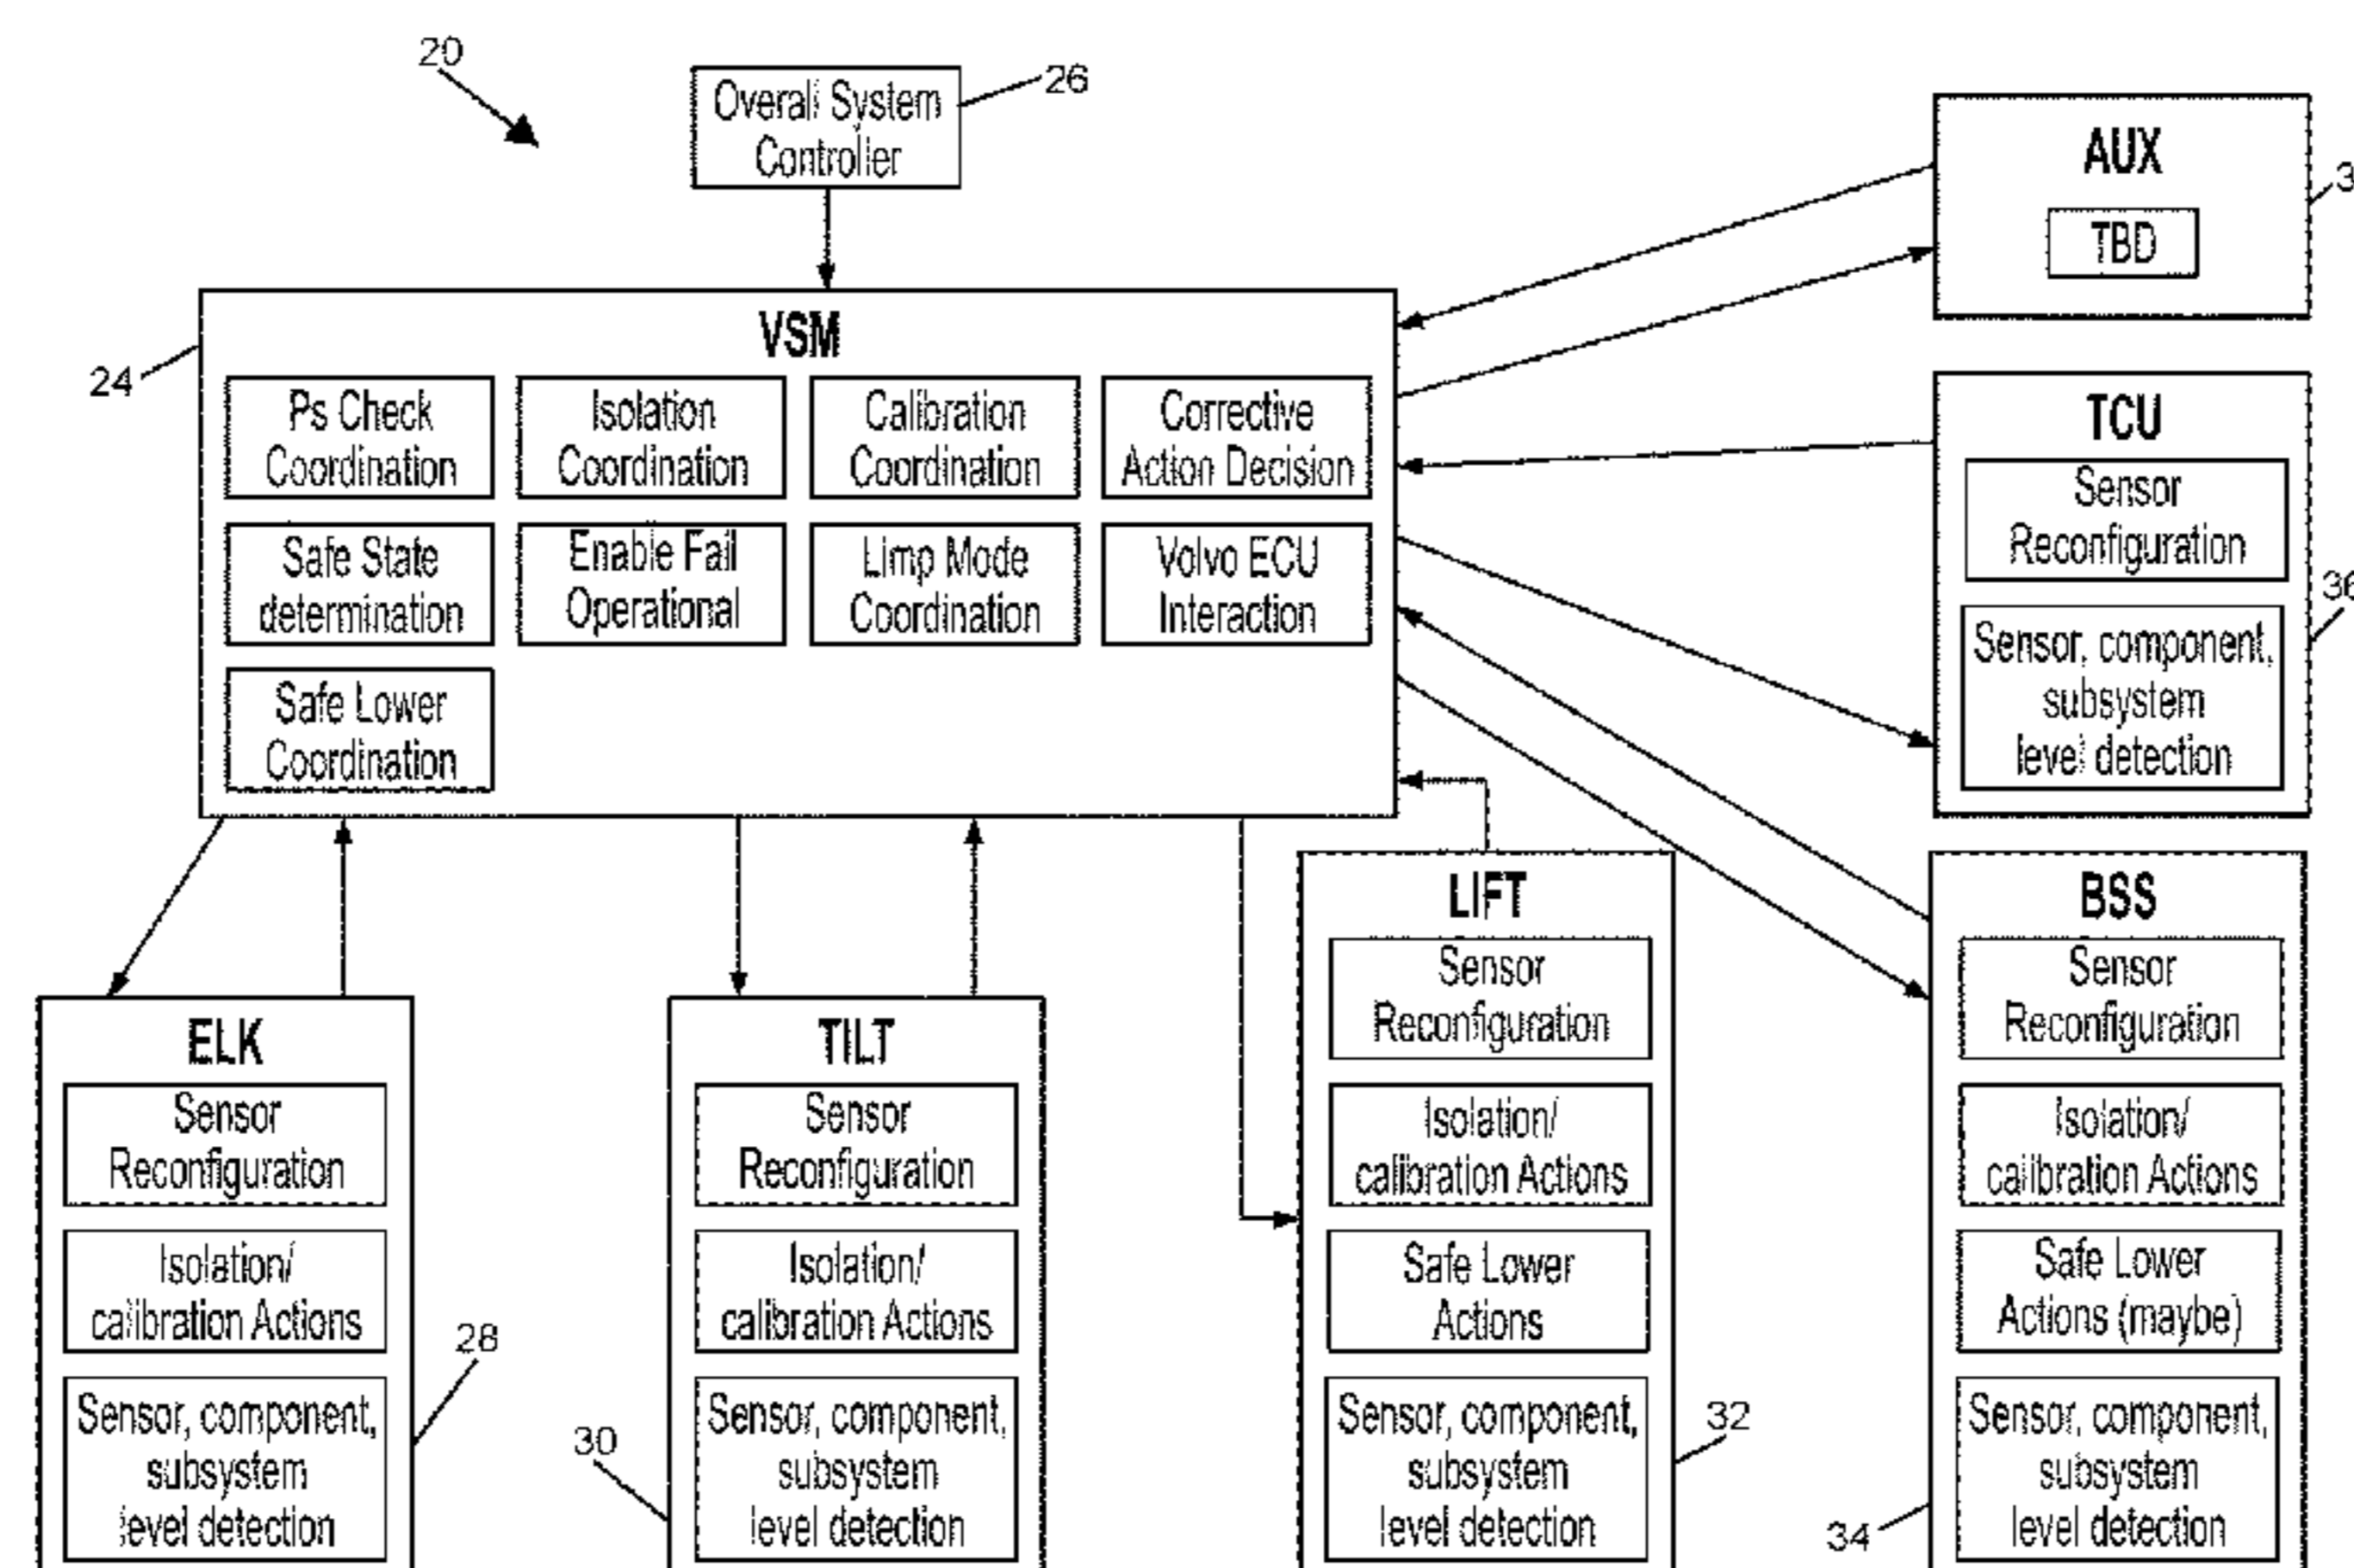 20
Overall System
Controller
26
AUX
TBD
3
VSM
24
Ps Check
Coordination
Isolation
Coordination
Calibration
Coordination
Corrective
Action Decision
Safe State
determination
Enable Fail
Operational
Limp Mode
Coordination
Volvo ECU
Interaction
Safe Lower
Coordination
TCU
Sensor
Reconfiguration
Sensor, component,
subsystem
level detection
36
ELK
Sensor
Reconfiguration
Isolation/
calibration Actions
Sensor, component,
subsystem
level detection
28
TILT
Sensor
Reconfiguration
Isolation/
calibration Actions
Sensor, component,
subsystem
level detection
30
LIFT
Sensor
Reconfiguration
Isolation/
calibration Actions
Safe Lower
Actions
Sensor, component,
subsystem
level detection
32
BSS
Sensor
Reconfiguration
Isolation/
calibration Actions
Safe Lower
Actions (maybe)
Sensor, component,
subsystem
level detection
34